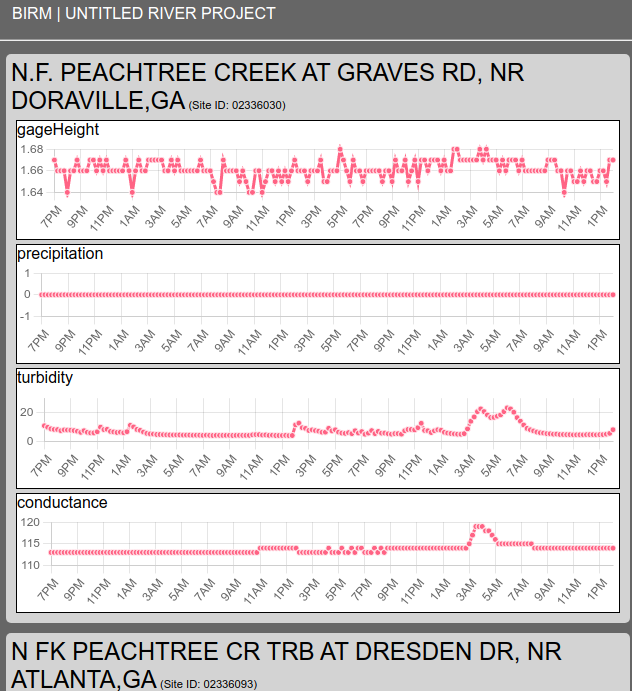 BIRM | UNTITLED RIVER PROJECT
N.F. PEACHTREE CREEK AT GRAVES RD, NR
DORAVILLE,GA (Site ID: 02336030)
gageHeight
1.68
1.66
1.64
7PM 9PM 11PM 1AM 3AM 5AM 7AM 9AM 11AM 1PM 3PM 5PM 7PM 9PM 11PM 1AM 3AM 5AM 7AM 9AM 11AM 1PM
precipitation
1
0
-1
7PM 9PM 11PM 1AM 3AM 5AM 7AM 9AM 11AM 1PM 3PM 5PM 7PM 9PM 11PM 1AM 3AM 5AM 7AM 9AM 11AM 1PM
turbidity
20
0
7PM 9PM 11PM 1AM 3AM 5AM 7AM 9AM 11AM 1PM 3PM 5PM 7PM 9PM 11PM 1AM 3AM 5AM 7AM 9AM 11AM 1PM
conductance
120
115
110
7PM 9PM 11PM 1AM 3AM 5AM 7AM 9AM 11AM 1PM 3PM 5PM 7PM 9PM 11PM 1AM 3AM 5AM 7AM 9AM 11AM 1PM
N FK PEACHTREE CR TRB AT DRESDEN DR, NR
ATLANTA,GA (Site ID: 02336093)